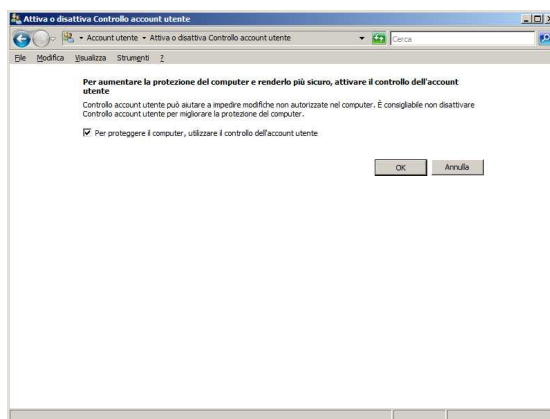 Attiva o disattiva Controllo account utente
Account utente Attiva o disattiva Controllo account utente
Cerca
File Modifica Visualizza Strumenti ?
Per aumentare la protezione del computer e renderlo più sicuro, attivare il controllo dell'account
utente
Controllo account utente può aiutare a impedire modifiche non autorizzate nel computer. È consigliabile non disattivare
Controllo account utente per migliorare la protezione del computer.
Per proteggere il computer, utilizzare il controllo dell'account utente
OK Annulla